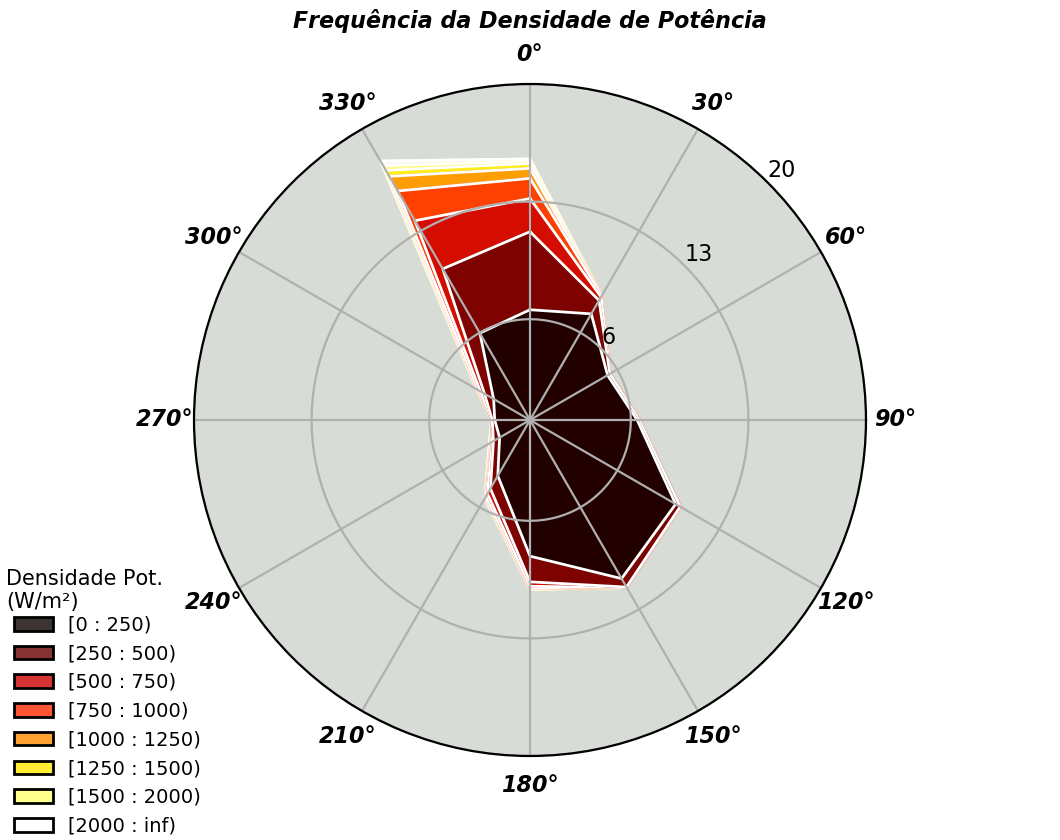 Frequência da Densidade de Potência
0°
330°
30°
20
300°
60°
13
6
270°
90°
240°
120°
210°
150°
180°
Densidade Pot.
(W/m²)
[0 : 250)
[250 : 500)
[500 : 750)
[750 : 1000)
[1000 : 1250)
[1250 : 1500)
[1500 : 2000)
[2000 : inf)